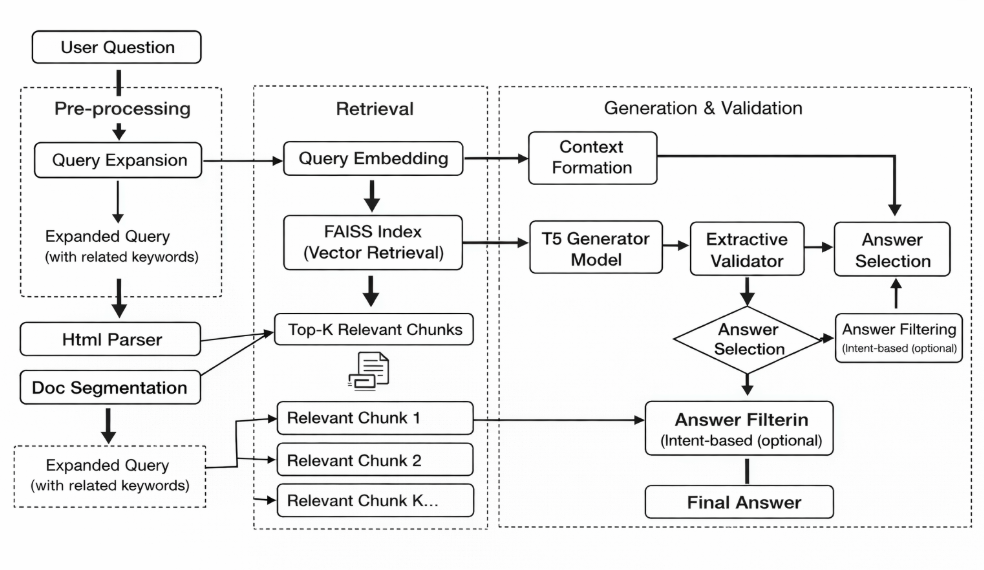 User Question
Pre-processing
Query Expansion
Expanded Query
(with related keywords)
Html Parser
Doc Segmentation
Expanded Query
(with related keywords)
Retrieval
Query Embedding
FAISS Index
(Vector Retrieval)
Top-K Relevant Chunks
Relevant Chunk 1
Relevant Chunk 2
Relevant Chunk K...
Generation & Validation
Context
Formation
T5 Generator
Model
Extractive
Validator
Answer
Selection
Answer
Selection
Answer Filtering
(Intent-based (optional)
Answer Filterin
(Intent-based (optional)
Final Answer